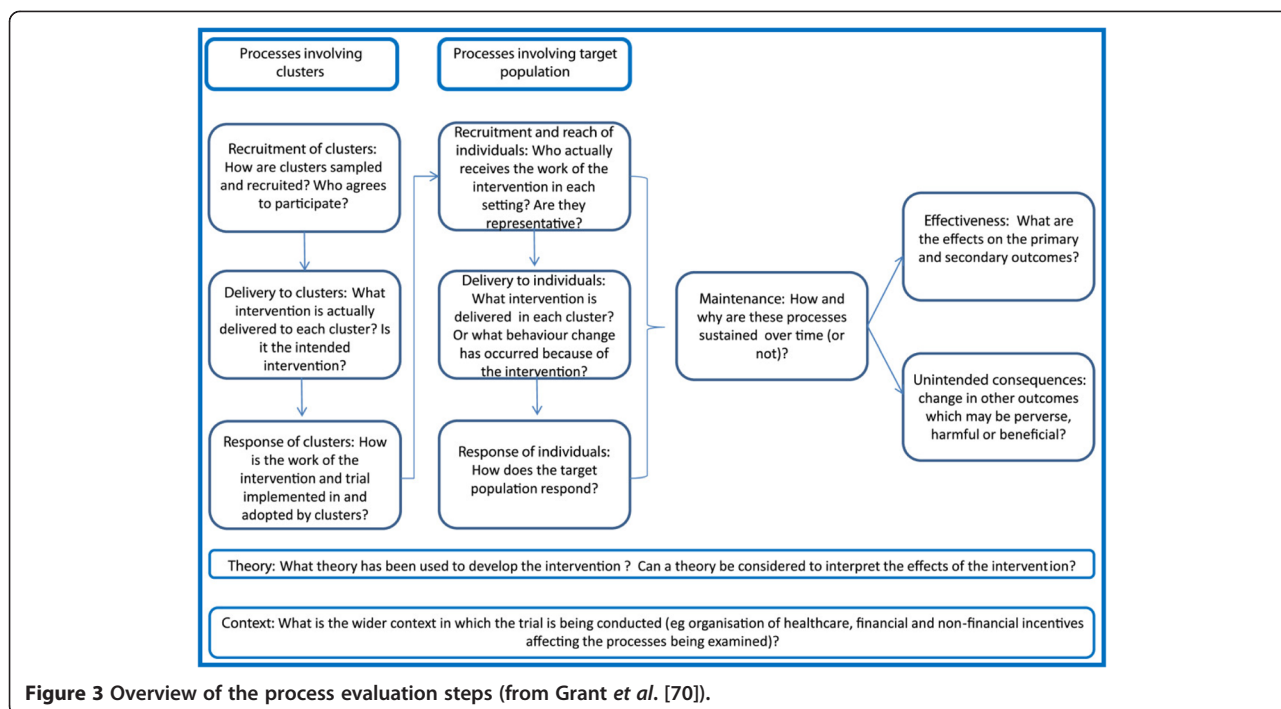 Processes involving
clusters
Processes involving target
population
Recruitment of clusters:
How are clusters sampled
and recruited? Who agrees
to participate?
Delivery to clusters: What
intervention is actually
delivered to each cluster? Is
it the intended
intervention?
Response of clusters: How
is the work of the
intervention and trial
implemented in and
adopted by clusters?
Recruitment and reach of
individuals: Who actually
receives the work of the
intervention in each
setting? Are they
representative?
Delivery to individuals:
What intervention is
delivered in each cluster?
Or what behaviour change
has occurred because of
the intervention?
Response of individuals:
How does the target
population respond?
Maintenance: How and
why are these processes
sustained over time (or
not)?
Effectiveness: What are
the effects on the primary
and secondary outcomes?
Unintended consequences:
change in other outcomes
which may be perverse,
harmful or beneficial?
Theory: What theory has been used to develop the intervention ? Can a theory be considered to interpret the effects of the intervention?
Context: What is the wider context in which the trial is being conducted (eg organisation of healthcare, financial and non-financial incentives
affecting the processes being examined)?
Figure 3 Overview of the process evaluation steps (from Grant et al. [70]).